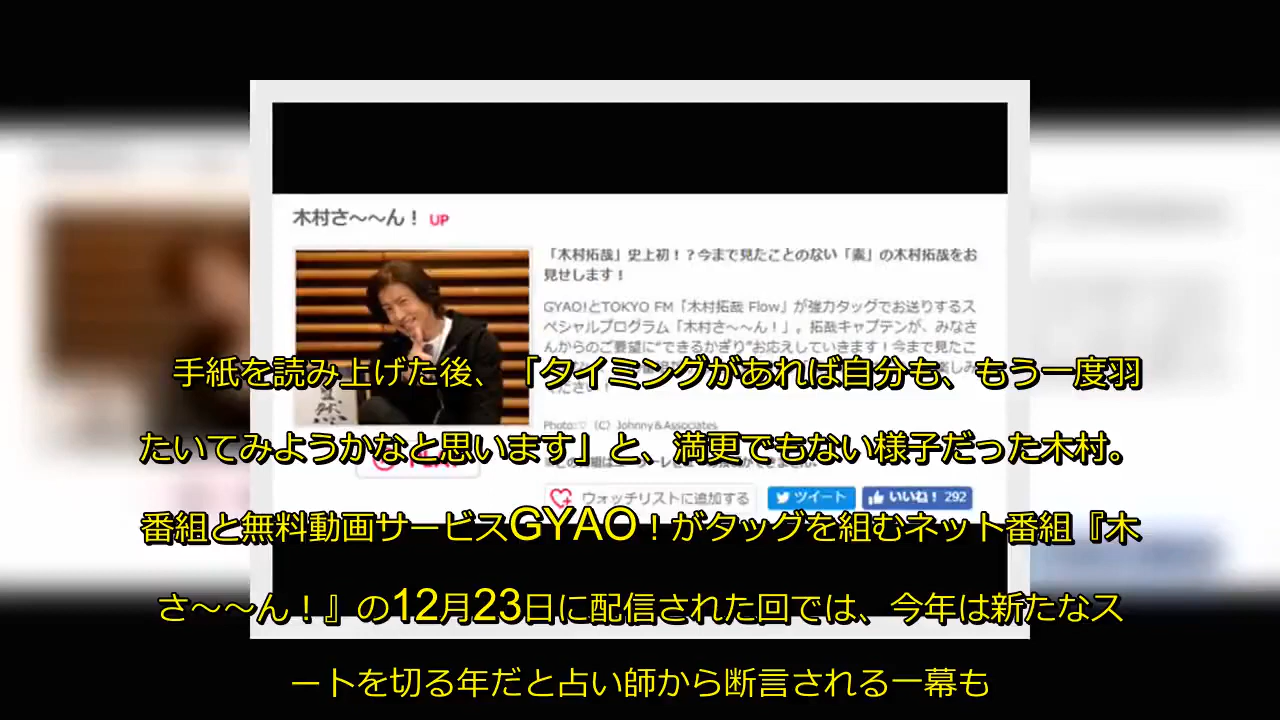 木村さ～～ん！ UP
「木村拓哉」史上初！？今まで見たことのない「素」の木村拓哉をお
見せします！
GYAO!とTOKYO FM「木村拓哉 Flow」が強力タッグでお送りするス
ペシャルプログラム「木村さ～～ん！」。拓哉キャプテンが、みなさ
んからのご要望に“できるかぎり”お応えしていきます！今まで見たこ
手紙を読み上げた後、「タイミングがあれば自分も、もう一度羽
たいてみようかなと思います」と、満更でもない様子だった木村。
Photo:♡（C）Johnny＆Associates
ウォッチリストに追加する
ツイート
いいね！ 292
番組と無料動画サービスGYAO！がタッグを組むネット番組『木
さ～～ん！』の12月23日に配信された回では、今年は新たなス
ートを切る年だと占い師から断言される一幕も